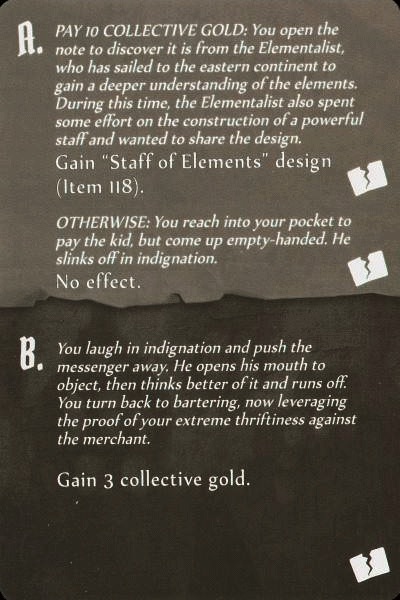 A.
PAY 10 COLLECTIVE GOLD: You open the
note to discover it is from the Elementalist,
who has sailed to the eastern continent to
gain a deeper understanding of the elements.
During this time, the Elementalist also spent
some effort on the construction of a powerful
staff and wanted to share the design.
Gain “Staff of Elements” design
(Item 118).
OTHERWISE: You reach into your pocket to
pay the kid, but come up empty-handed. He
slinks off in indignation.
No effect.
B.
You laugh in indignation and push the
messenger away. He opens his mouth to
object, then thinks better of it and runs off.
You turn back to bartering, now leveraging
the proof of your extreme thriftiness against
the merchant.
Gain 3 collective gold.